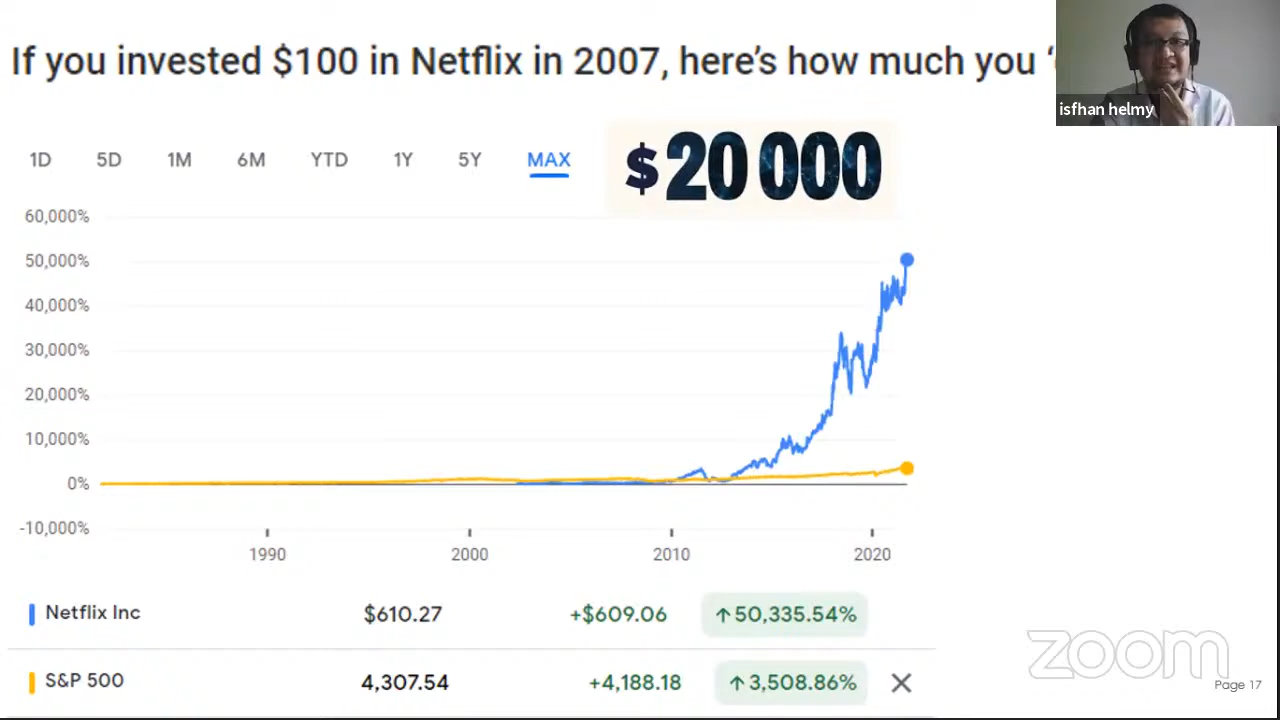 If you invested $100 in Netflix in 2007, here's how much you
isfhan helmy
1D 5D 1M 6M YTD 1Y 5Y MAX
$20 000
60,000%
50,000%
40,000%
30,000%
20,000%
10,000%
0%
-10,000%
1990 2000 2010 2020
Netflix Inc $610.27 +$609.06 ↑50,335.54%
S&P 500 4,307.54 +4,188.18 ↑3,508.86%
zoom
Page 17